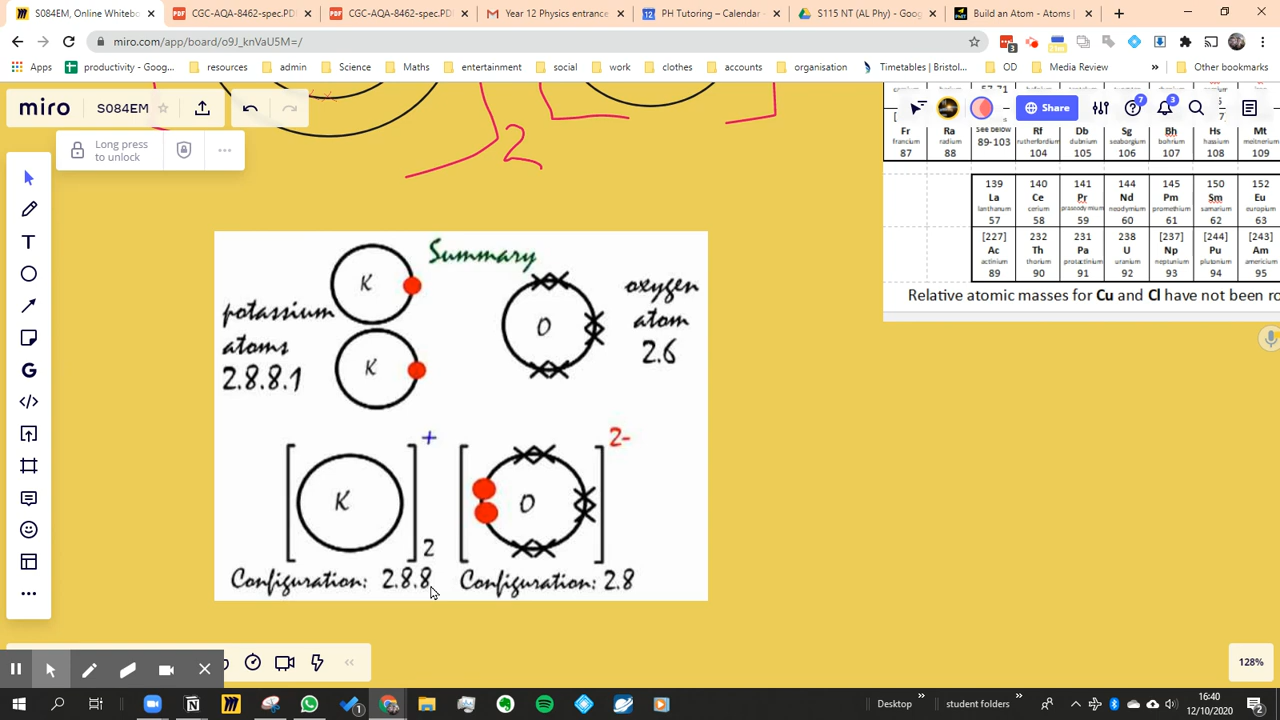 S084EM, Online Whitebo
CGC-AQA-8462-spec.PDF
CGC-AQA-8462-spec.PDF
Year 12 Physics entrance
PH Tutoring – Calendar
S115 NT (AL Phy) – Goog
Build an Atom - Atoms |
miro.com/app/board/o9J_knVaU5M=/
Apps
productivity - Goog...
resources
admin
Science
Maths
entertainment
social
work
clothes
accounts
organisation
Timetables | Bristol...
OD
Media Review
Other bookmarks
miro
S084EM
Share
Long press
to unlock
2
57-71
Fr
Ra
See below
Rf
Db
Sg
Bh
Hs
Mt
francium
radium
89-103
rutherfordium
dubnium
seaborgium
bohrium
hassium
meitnerium
87
88
104
105
106
107
108
109
139
140
141
144
145
150
152
La
Ce
Pr
Nd
Pm
Sm
Eu
lanthanum
cerium
praseodymium
neodymium
promethium
samarium
europium
57
58
59
60
61
62
63
[227]
232
231
238
[237]
[244]
[243]
Ac
Th
Pa
U
Np
Pu
Am
actinium
thorium
protactinium
uranium
neptunium
plutonium
americium
89
90
91
92
93
94
95
Relative atomic masses for Cu and Cl have not been ro
Summary
K
K
potassium
atoms
2.8.8.1
O
oxygen
atom
2.6
K
+
2
O
2-
Configuration: 2.8.8
Configuration: 2.8
128%
Desktop
student folders
16:40
12/10/2020